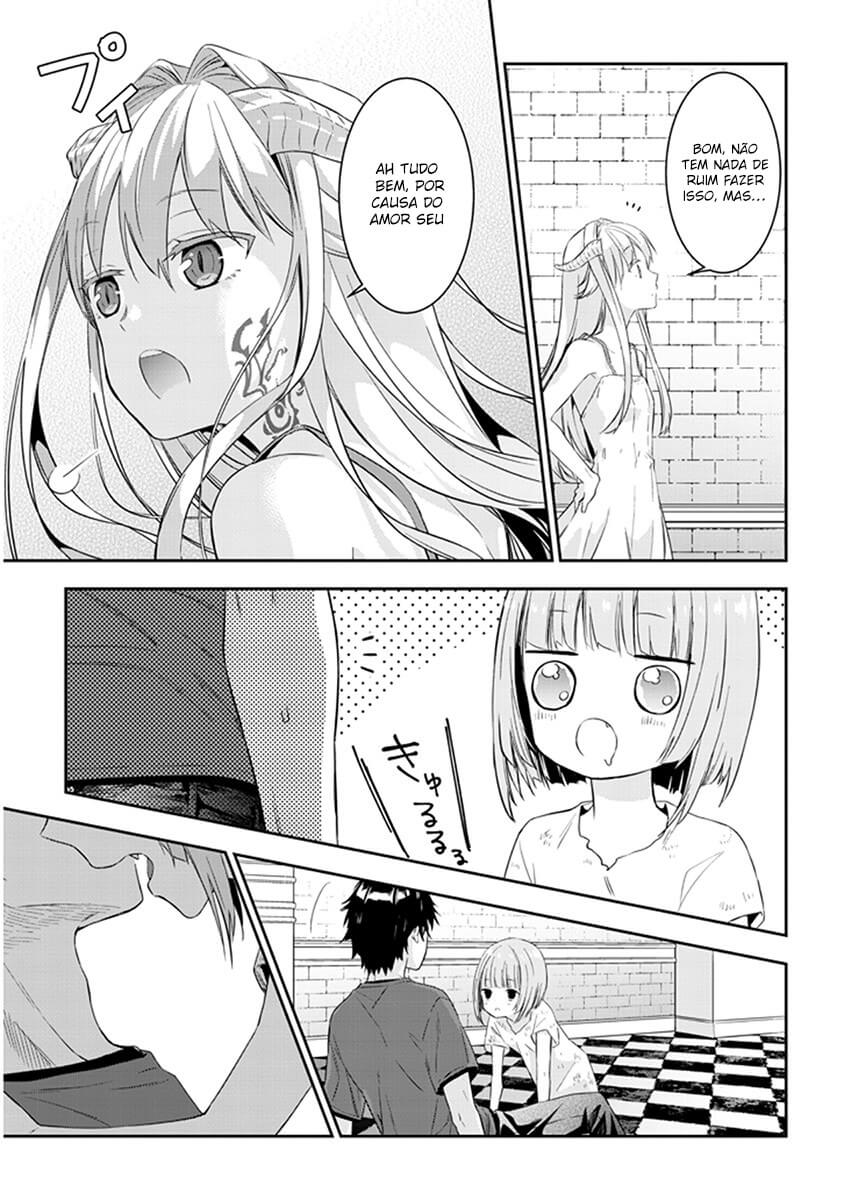 BOM, NÃO
TEM NADA DE
RUIM FAZER
ISSO, MAS...
AH TUDO
BEM, POR
CAUSA DO
AMOR SEU
プイ
きゅるるるる